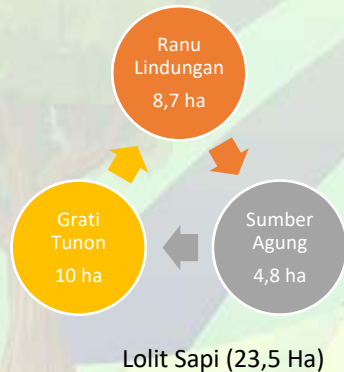 Ranu
Lindungan
8,7 ha
Grati
Tunon
10 ha
Sumber
Agung
4,8 ha
Lolit Sapi (23,5 Ha)